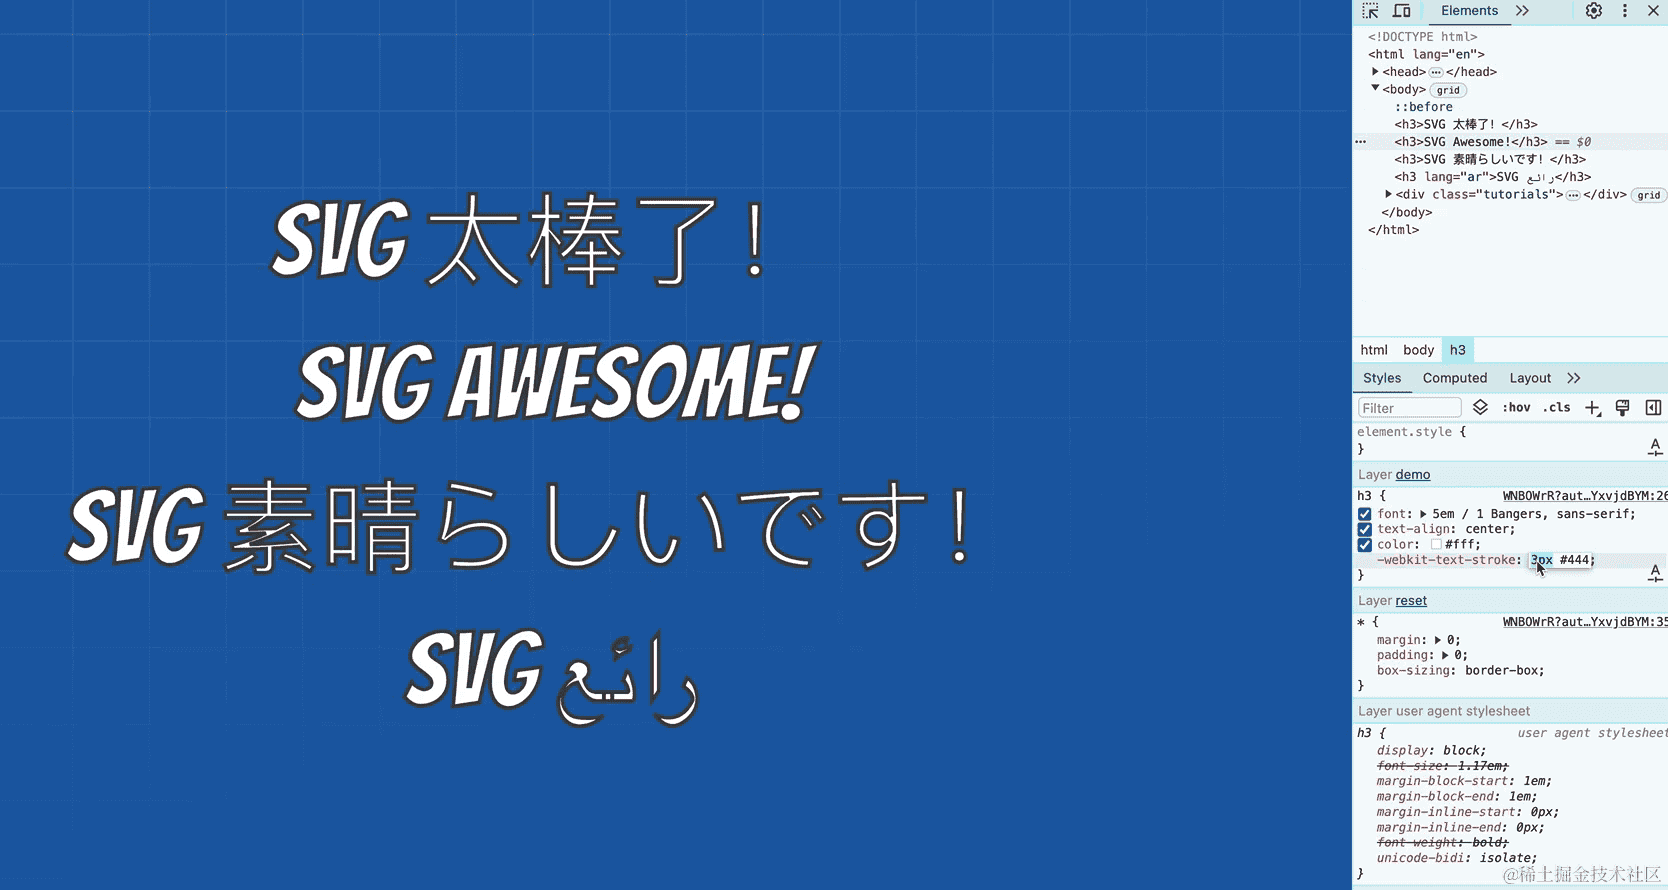 SVG 太棒了！
SVG AWESOME!
SVG 素晴らしいです！
SVG رائع
Elements
<!DOCTYPE html>
<html lang="en">
<head>…</head>
<body> grid
::before
<h3>SVG 太棒了！</h3>
<h3>SVG Awesome!</h3> == $0
<h3>SVG 素晴らしいです！</h3>
<h3 lang="ar">SVG رائع</h3>
<div class="tutorials">…</div> grid
</body>
</html>
html body h3
Styles Computed Layout
Filter :hov .cls
element.style {
}
Layer demo
h3 { WNBOWrR?aut…YxvjdBYM:26
font: 5em / 1 Bangers, sans-serif;
text-align: center;
color: #fff;
-webkit-text-stroke: 3px #444;
}
Layer reset
* { WNBOWrR?aut…YxvjdBYM:35
margin: 0;
padding: 0;
box-sizing: border-box;
}
Layer user agent stylesheet
h3 { user agent stylesheet
display: block;
font-size: 1.17em;
margin-block-start: 1em;
margin-block-end: 1em;
margin-inline-start: 0px;
margin-inline-end: 0px;
font-weight: bold;
unicode-bidi: isolate;
}
@稀土掘金技术社区